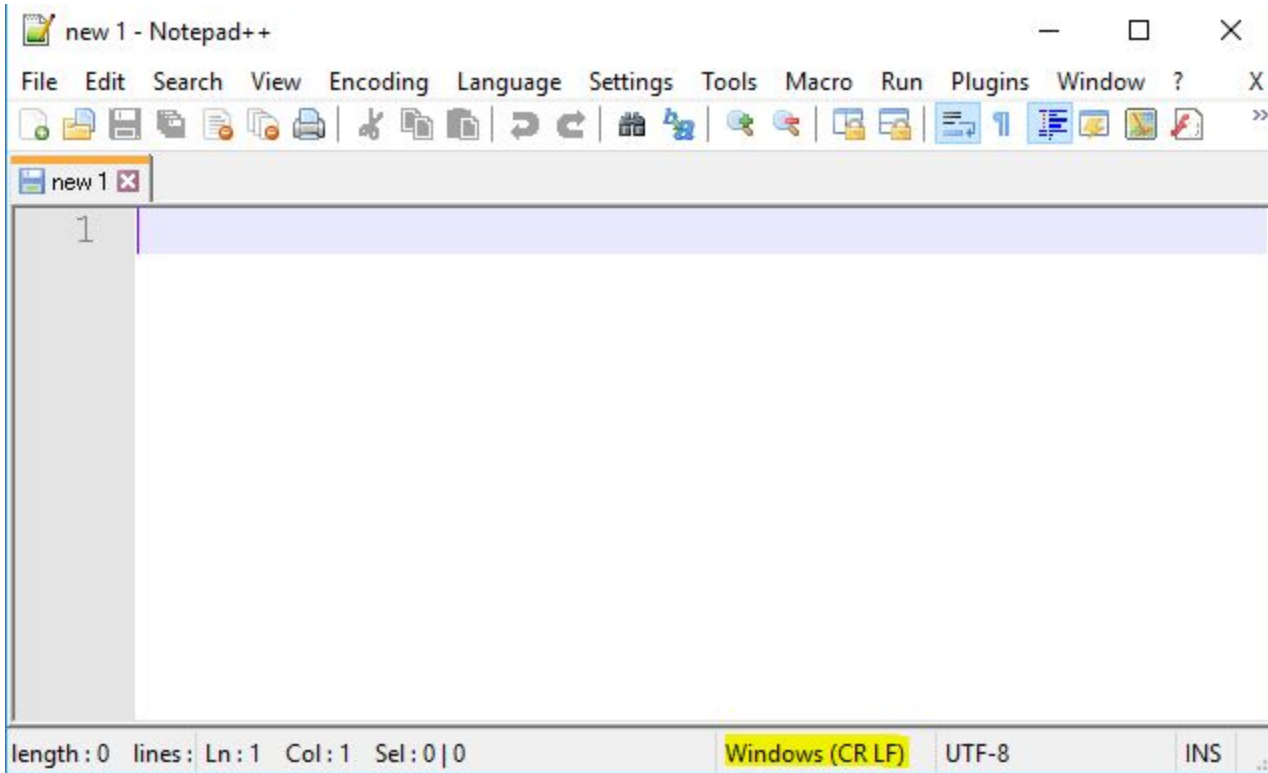 new 1 - Notepad++
File Edit Search View Encoding Language Settings Tools Macro Run Plugins Window ? X
new 1
1
length : 0 lines : Ln : 1 Col : 1 Sel : 0 | 0 Windows (CR LF) UTF-8 INS